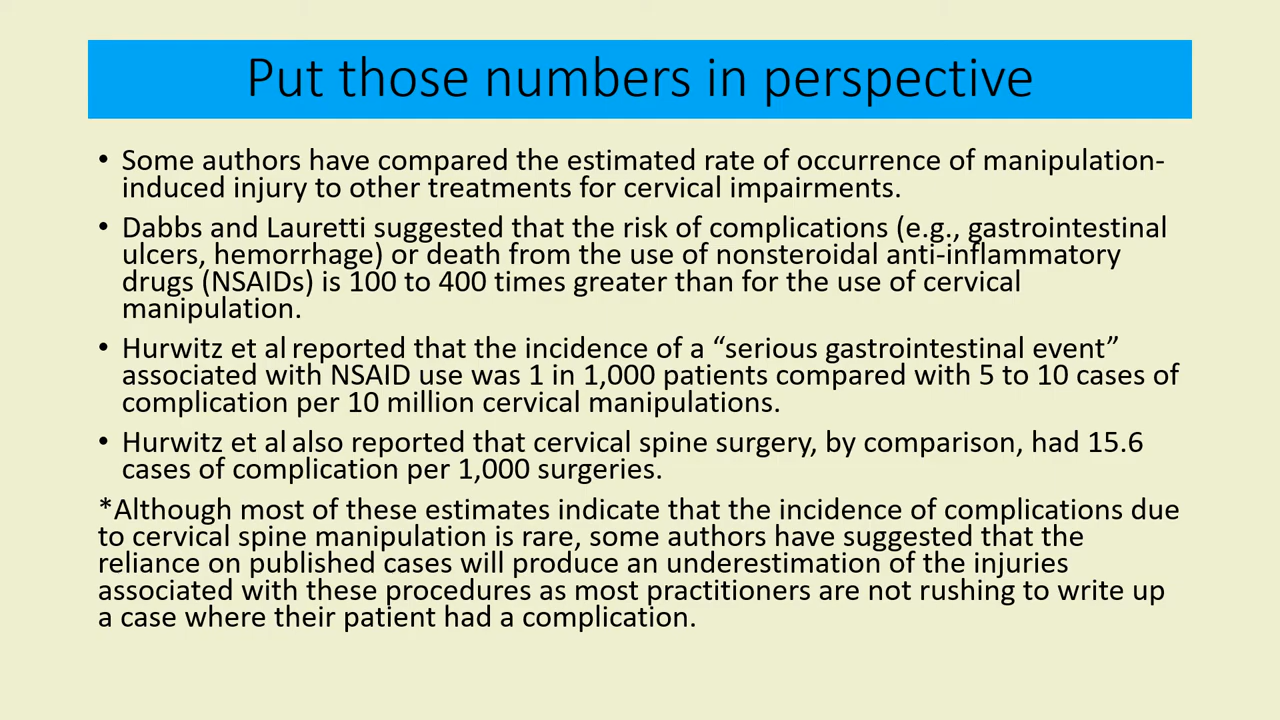 Put those numbers in perspective
• Some authors have compared the estimated rate of occurrence of manipulation-
induced injury to other treatments for cervical impairments.
• Dabbs and Lauretti suggested that the risk of complications (e.g., gastrointestinal
ulcers, hemorrhage) or death from the use of nonsteroidal anti-inflammatory
drugs (NSAIDs) is 100 to 400 times greater than for the use of cervical
manipulation.
• Hurwitz et al reported that the incidence of a “serious gastrointestinal event”
associated with NSAID use was 1 in 1,000 patients compared with 5 to 10 cases of
complication per 10 million cervical manipulations.
• Hurwitz et al also reported that cervical spine surgery, by comparison, had 15.6
cases of complication per 1,000 surgeries.
*Although most of these estimates indicate that the incidence of complications due
to cervical spine manipulation is rare, some authors have suggested that the
reliance on published cases will produce an underestimation of the injuries
associated with these procedures as most practitioners are not rushing to write up
a case where their patient had a complication.